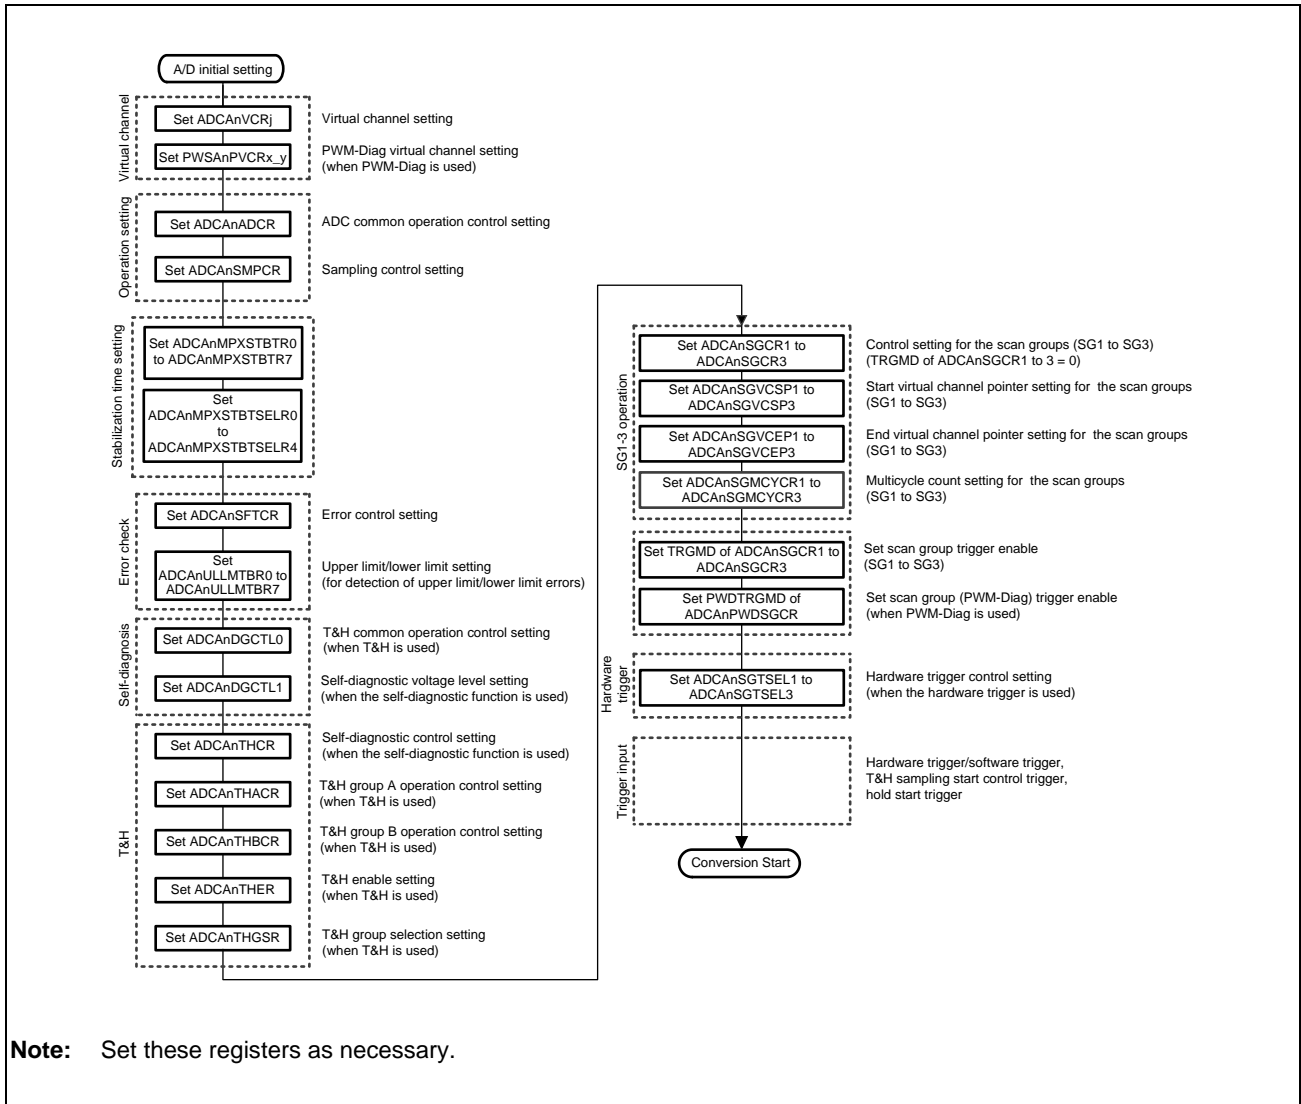 A/D initial setting
Virtual channel
Set ADCAnVCRj
Virtual channel setting
Set PWSAnPVCRx_y
PWM-Diag virtual channel setting
(when PWM-Diag is used)
Operation setting
Set ADCAnADCR
ADC common operation control setting
Set ADCAnSMPCR
Sampling control setting
Stabilization time setting
Set ADCAnMPXSTBTR0
to ADCAnMPXSTBTR7
Set
ADCAnMPXSTBTSELR0
to
ADCAnMPXSTBTSELR4
Error check
Set ADCAnSFTCR
Error control setting
Set
ADCAnULLMTBR0 to
ADCAnULLMTBR7
Upper limit/lower limit setting
(for detection of upper limit/lower limit errors)
Self-diagnosis
Set ADCAnDGCTL0
T&H common operation control setting
(when T&H is used)
Set ADCAnDGCTL1
Self-diagnostic voltage level setting
(when the self-diagnostic function is used)
T&H
Set ADCAnTHCR
Self-diagnostic control setting
(when the self-diagnostic function is used)
Set ADCAnTHACR
T&H group A operation control setting
(when T&H is used)
Set ADCAnTHBCR
T&H group B operation control setting
(when T&H is used)
Set ADCAnTHER
T&H enable setting
(when T&H is used)
Set ADCAnTHGSR
T&H group selection setting
(when T&H is used)
SG1-3 operation
Set ADCAnSGCR1 to
ADCAnSGCR3
Control setting for the scan groups (SG1 to SG3)
(TRGMD of ADCAnSGCR1 to 3 = 0)
Set ADCAnSGVCSP1 to
ADCAnSGVCSP3
Start virtual channel pointer setting for the scan groups
(SG1 to SG3)
Set ADCAnSGVCEP1 to
ADCAnSGVCEP3
End virtual channel pointer setting for the scan groups
(SG1 to SG3)
Set ADCAnSGMCYCR1 to
ADCAnSGMCYCR3
Multicycle count setting for the scan groups
(SG1 to SG3)
Set TRGMD of ADCAnSGCR1 to
ADCAnSGCR3
Set scan group trigger enable
(SG1 to SG3)
Set PWDTRGMD of
ADCAnPWDSGCR
Set scan group (PWM-Diag) trigger enable
(when PWM-Diag is used)
Hardware
trigger
Set ADCAnSGTSEL1 to
ADCAnSGTSEL3
Hardware trigger control setting
(when the hardware trigger is used)
Trigger input
Hardware trigger/software trigger,
T&H sampling start control trigger,
hold start trigger
Conversion Start
Note: Set these registers as necessary.